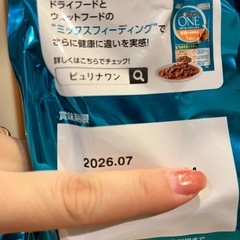 ドライフードと
ウェットフードの
"ミックスフィーディング"で
さらに健康に違いを実感!
詳しくはこちらでチェック!
ピュリナワン
ONE
賞味期限
2026.07